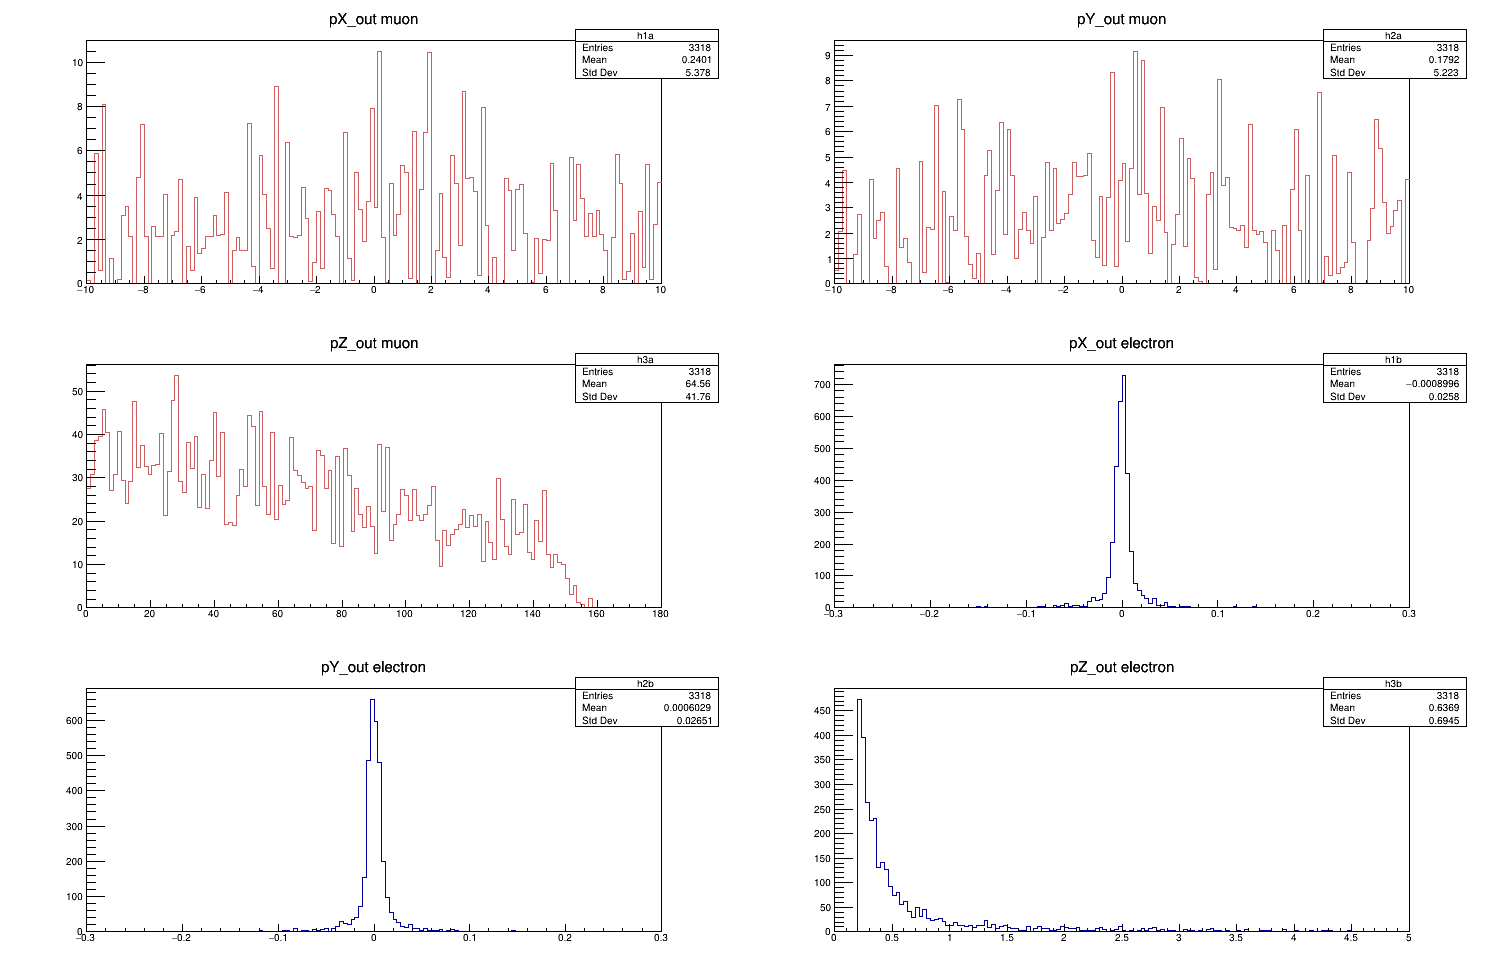 pX_out muon
h1a
Entries 3318
Mean 0.2401
Std Dev 5.378
10
8
6
4
2
0
−10 −8 −6 −4 −2 0 2 4 6 8 10
pY_out muon
h2a
Entries 3318
Mean 0.1792
Std Dev 5.223
9
8
7
6
5
4
3
2
1
0
−10 −8 −6 −4 −2 0 2 4 6 8 10
pZ_out muon
h3a
Entries 3318
Mean 64.56
Std Dev 41.76
50
40
30
20
10
0
0 20 40 60 80 100 120 140 160 180
pX_out electron
h1b
Entries 3318
Mean −0.0008996
Std Dev 0.0258
700
600
500
400
300
200
100
0
−0.3 −0.2 −0.1 0 0.1 0.2 0.3
pY_out electron
h2b
Entries 3318
Mean 0.0006029
Std Dev 0.02651
600
500
400
300
200
100
0
−0.3 −0.2 −0.1 0 0.1 0.2 0.3
pZ_out electron
h3b
Entries 3318
Mean 0.6369
Std Dev 0.6945
450
400
350
300
250
200
150
100
50
0
0 0.5 1 1.5 2 2.5 3 3.5 4 4.5 5